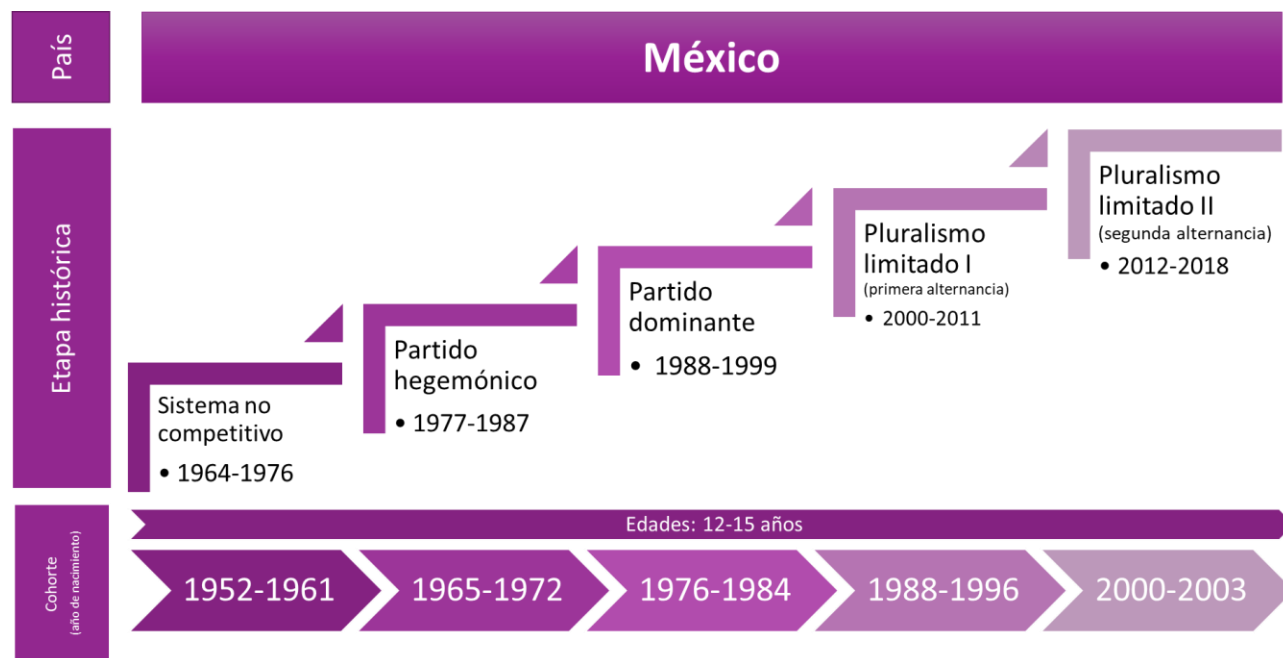 País
México
Etapa histórica
Sistema no
competitivo
• 1964-1976
Partido
hegemónico
• 1977-1987
Partido
dominante
• 1988-1999
Pluralismo
limitado I
(primera alternancia)
• 2000-2011
Pluralismo
limitado II
(segunda alternancia)
• 2012-2018
Cohorte
(año de nacimiento)
Edades: 12-15 años
1952-1961
1965-1972
1976-1984
1988-1996
2000-2003